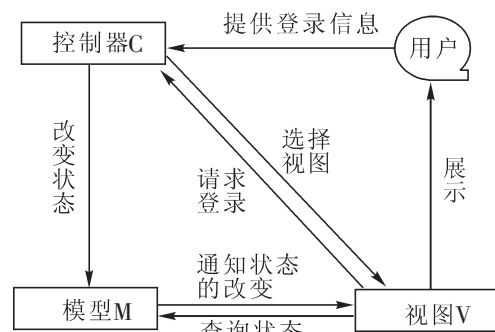 提供登录信息
控制器C
用户
改变状态
选择
视图
请求
登录
展示
通知状态
的改变
模型M
视图V
查询状态